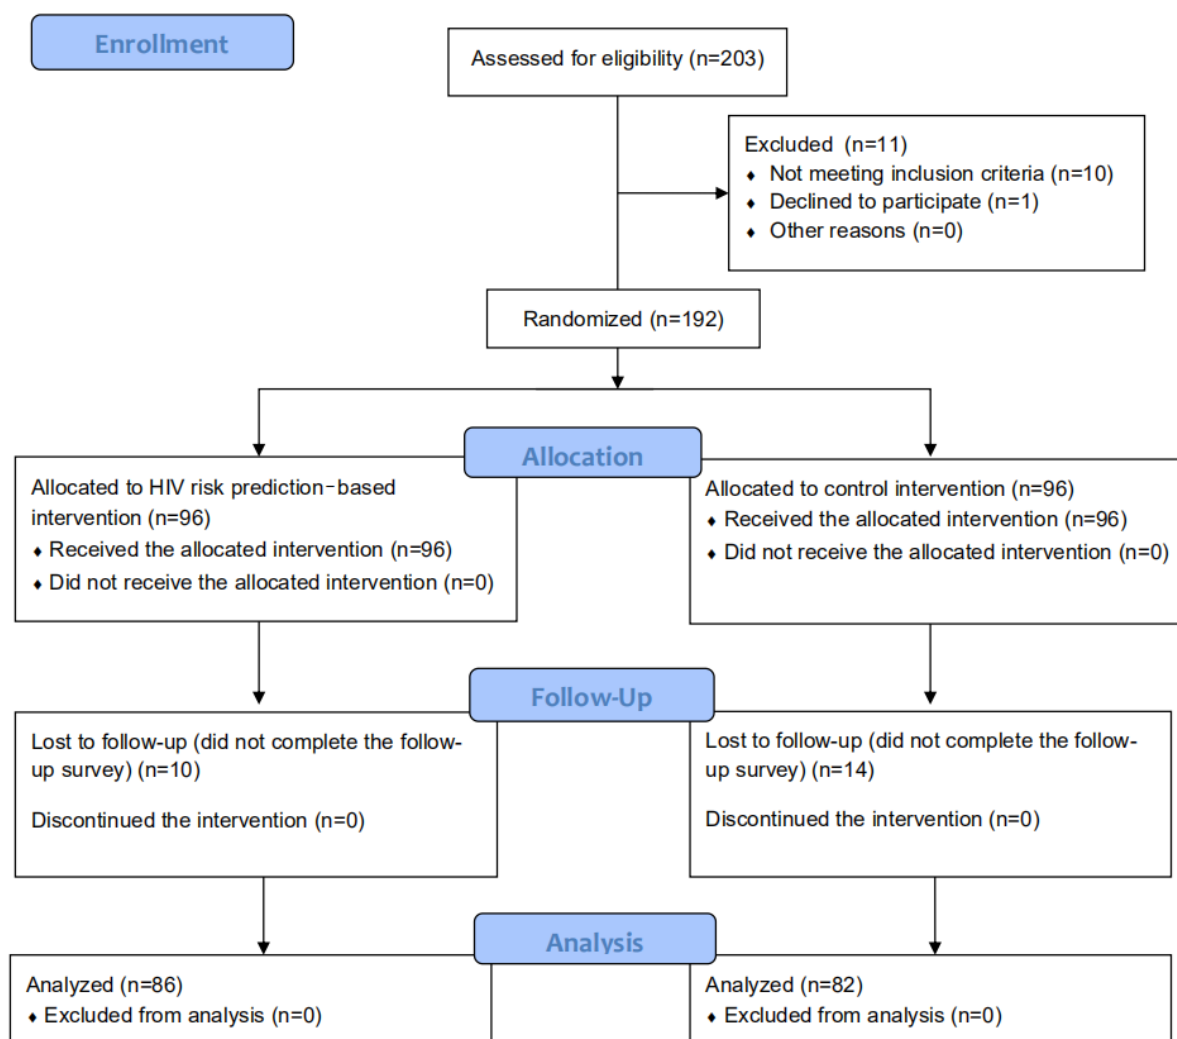 Enrollment
Assessed for eligibility (n=203)
Excluded (n=11)
♦ Not meeting inclusion criteria (n=10)
♦ Declined to participate (n=1)
♦ Other reasons (n=0)
Randomized (n=192)
Allocation
Allocated to HIV risk prediction-based
intervention (n=96)
♦ Received the allocated intervention (n=96)
♦ Did not receive the allocated intervention (n=0)
Allocated to control intervention (n=96)
♦ Received the allocated intervention (n=96)
♦ Did not receive the allocated intervention (n=0)
Follow-Up
Lost to follow-up (did not complete the follow-
up survey) (n=10)
Discontinued the intervention (n=0)
Lost to follow-up (did not complete the follow-
up survey) (n=14)
Discontinued the intervention (n=0)
Analysis
Analyzed (n=86)
♦ Excluded from analysis (n=0)
Analyzed (n=82)
♦ Excluded from analysis (n=0)